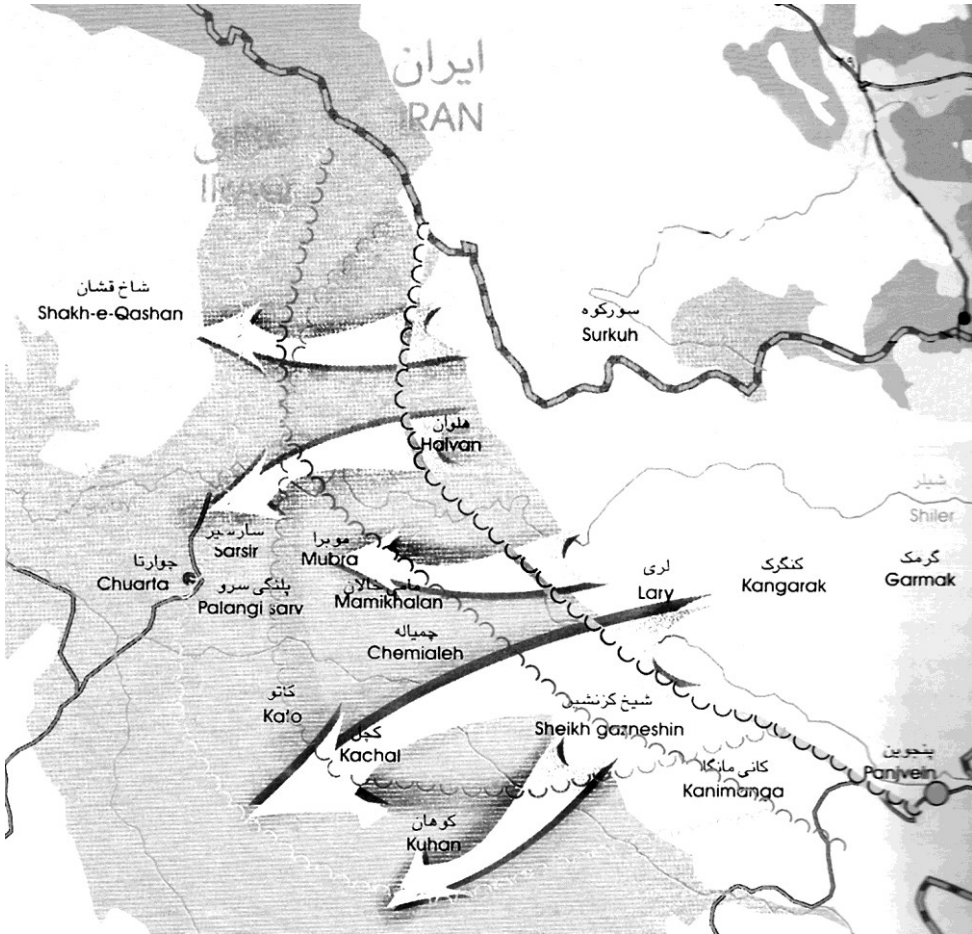 ایران
IRAN
IRAQ
شاخ قشان
Shakh-e-Qashan
سورکوه
Surkuh
هلوان
Halvan
شیلر
Shiler
سارسیر
Sarsir
موبرا
Mubra
لری
Lary
کنگرک
Kangarak
گرمک
Garmak
چوارتا
Chuarta
پلنگی سرو
Palangi sarv
Mamikhalan
چمیاله
Chemialeh
کاتو
Kato
کچل
Kachal
شیخ گزنشین
Sheikh gazneshin
کانی مانگا
Kanimanga
پنجوین
Panjvein
کوهان
Kuhan